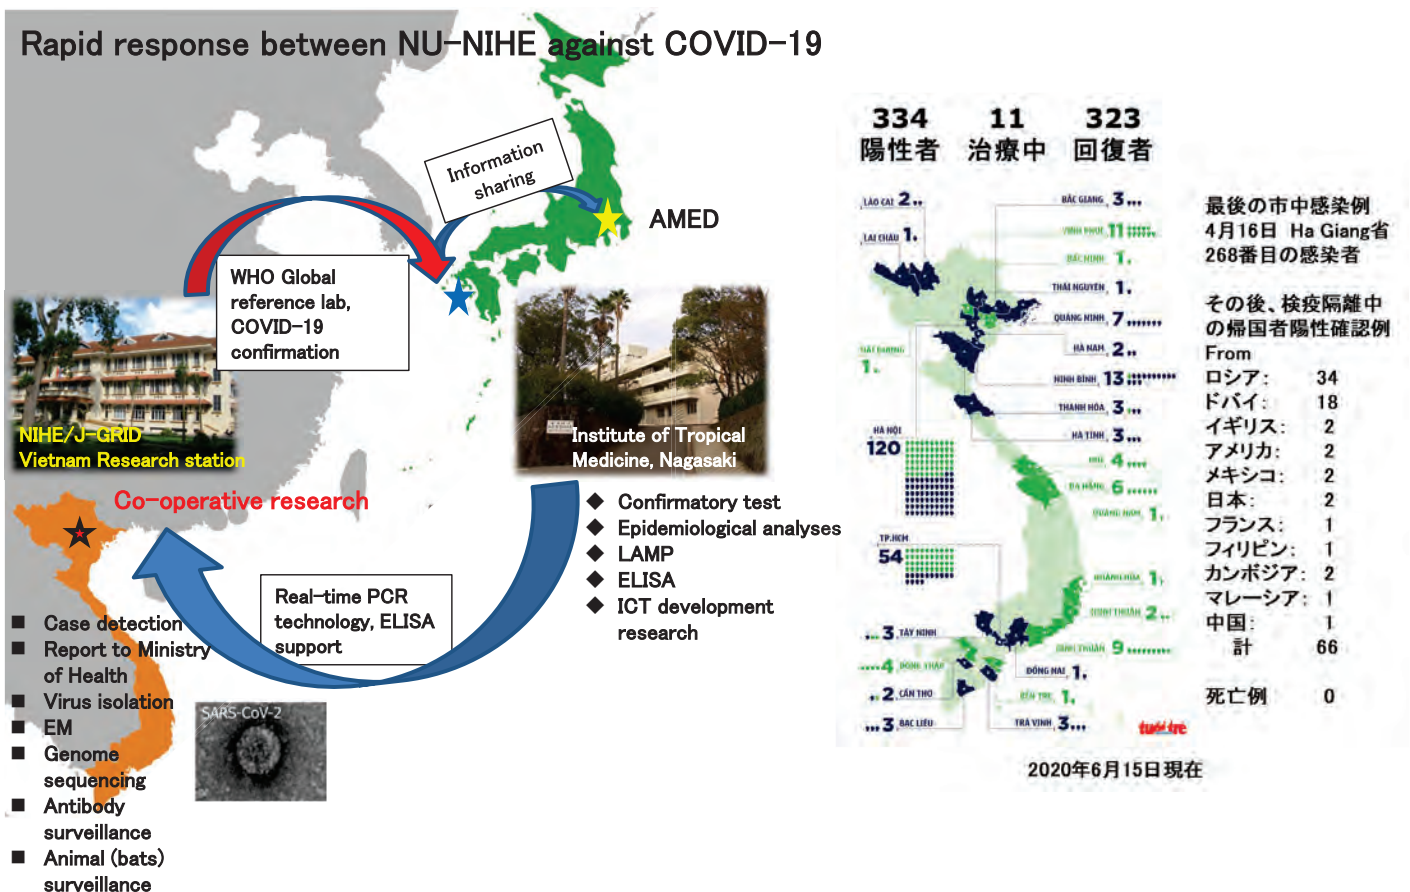 Rapid response between NU-NIHE against COVID-19
Information
sharing
AMED
WHO Global
reference lab,
COVID-19
confirmation
NIHE/J-GRID
Vietnam Research station
Institute of Tropical
Medicine, Nagasaki
Co-operative research
◆ Confirmatory test
◆ Epidemiological analyses
◆ LAMP
◆ ELISA
◆ ICT development
research
Real-time PCR
technology, ELISA
support
■ Case detection
■ Report to Ministry
of Health
■ Virus isolation
■ EM
■ Genome
sequencing
■ Antibody
surveillance
■ Animal (bats)
surveillance
SARS-CoV-2
334 11 323
陽性者 治療中 回復者
LÀO CAI 2
LAI CHÂU 1
BẮC GIANG 3
VĨNH PHÚC 11
BẮC NINH 1
THÁI NGUYÊN 1
QUẢNG NINH 7
HÀ NAM 2
HẢI DƯƠNG
1
NINH BÌNH 13
THANH HÓA 3
HÀ TĨNH 3
HÀ NỘI
120
HUẾ 4
ĐÀ NẴNG 6
QUẢNG NAM 1
TP.HCM
54
KHÁNH HÒA 1
NINH THUẬN 2
BÌNH THUẬN 9
3 TÂY NINH
4 ĐỒNG THÁP
2 CẦN THƠ
3 BẠC LIÊU
ĐỒNG NAI 1
BẾN TRE 1
TRÀ VINH 3
tuổi trẻ
2020年6月15日現在
最後の市中感染例
4月16日 Ha Giang省
268番目の感染者
その後、検疫隔離中
の帰国者陽性確認例
From
ロシア: 34
ドバイ: 18
イギリス: 2
アメリカ: 2
メキシコ: 2
日本: 2
フランス: 1
フィリピン: 1
カンボジア: 2
マレーシア: 1
中国: 1
計 66
死亡例 0